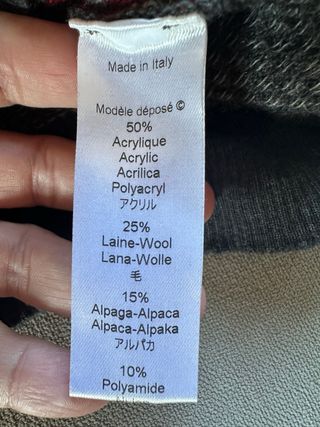 Made in Italy
Modèle déposé ©
50%
Acrylique
Acrylic
Acrilica
Polyacryl
アクリル
25%
Laine-Wool
Lana-Wolle
毛
15%
Alpaga-Alpaca
Alpaca-Alpaka
アルパカ
10%
Polyamide